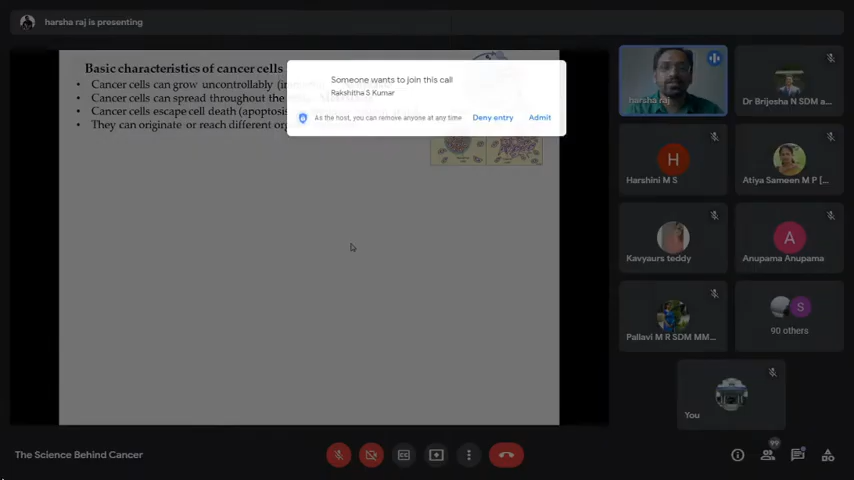 harsha raj is presenting
Basic characteristics of cancer cells
Cancer cells can grow uncontrollably
Cancer cells can spread throughout the
Cancer cells escape cell death (apoptosis
They can originate or reach different
Someone wants to join this call
Rakshitha S Kumar
As the host, you can remove anyone at any time
Deny entry
Admit
harsha raj
Dr Brijesha N SDM a...
Harshini M S
H
Atiya Sameen M P [...
Kavyaurs teddy
A
Anupama Anupama
Pallavi M R SDM MM...
S
90 others
You
The Science Behind Cancer
CC
99